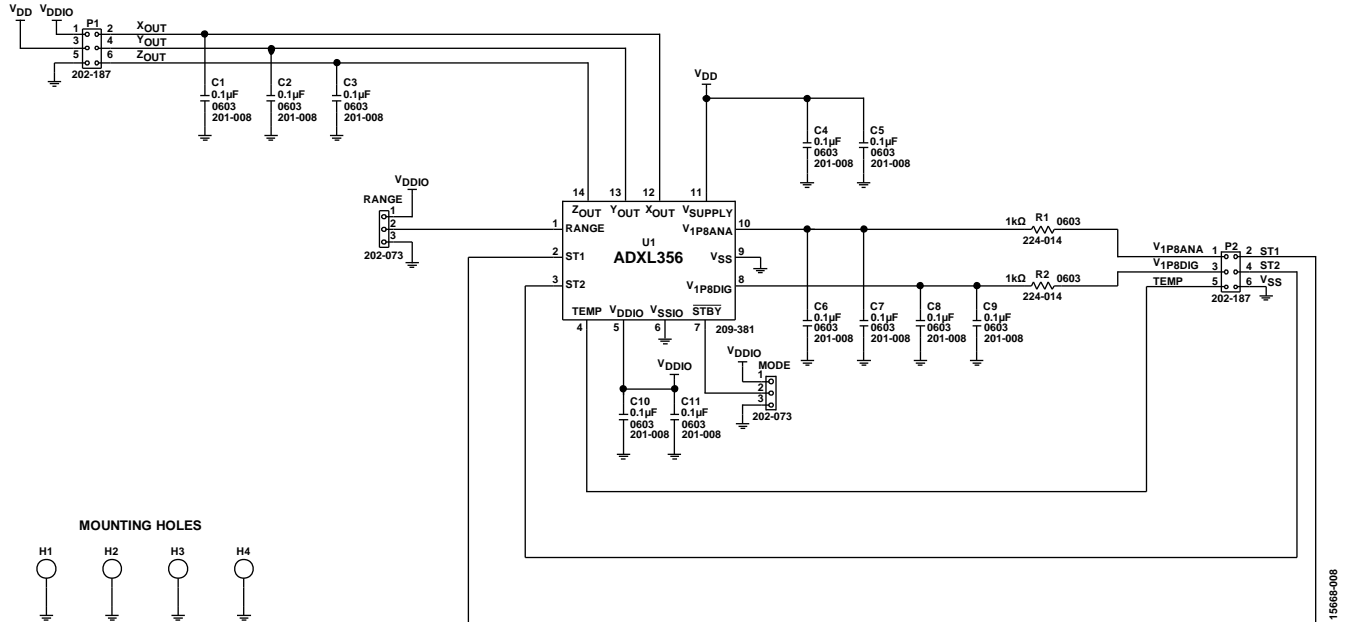 VDD VDDIO
P1
1 2 XOUT
3 4 YOUT
5 6 ZOUT
202-187
C1
0.1µF
0603
201-008
C2
0.1µF
0603
201-008
C3
0.1µF
0603
201-008
VDD
C4
0.1µF
0603
201-008
C5
0.1µF
0603
201-008
VDDIO
RANGE
1
2
3
202-073
14 13 12 11
ZOUT YOUT XOUT VSUPPLY
1 RANGE
2 ST1
3 ST2
U1
ADXL356
V1P8ANA 10
VSS 9
V1P8DIG 8
TEMP VDDIO VSSIO STBY
4 5 6 7 209-381
1kΩ R1 0603
224-014
1kΩ R2 0603
224-014
P2
V1P8ANA 1 2 ST1
V1P8DIG 3 4 ST2
TEMP 5 6 VSS
202-187
C6
0.1µF
0603
201-008
C7
0.1µF
0603
201-008
C8
0.1µF
0603
201-008
C9
0.1µF
0603
201-008
VDDIO
MODE
1
2
3
202-073
VDDIO
C10
0.1µF
0603
201-008
C11
0.1µF
0603
201-008
MOUNTING HOLES
H1 H2 H3 H4
15668-008